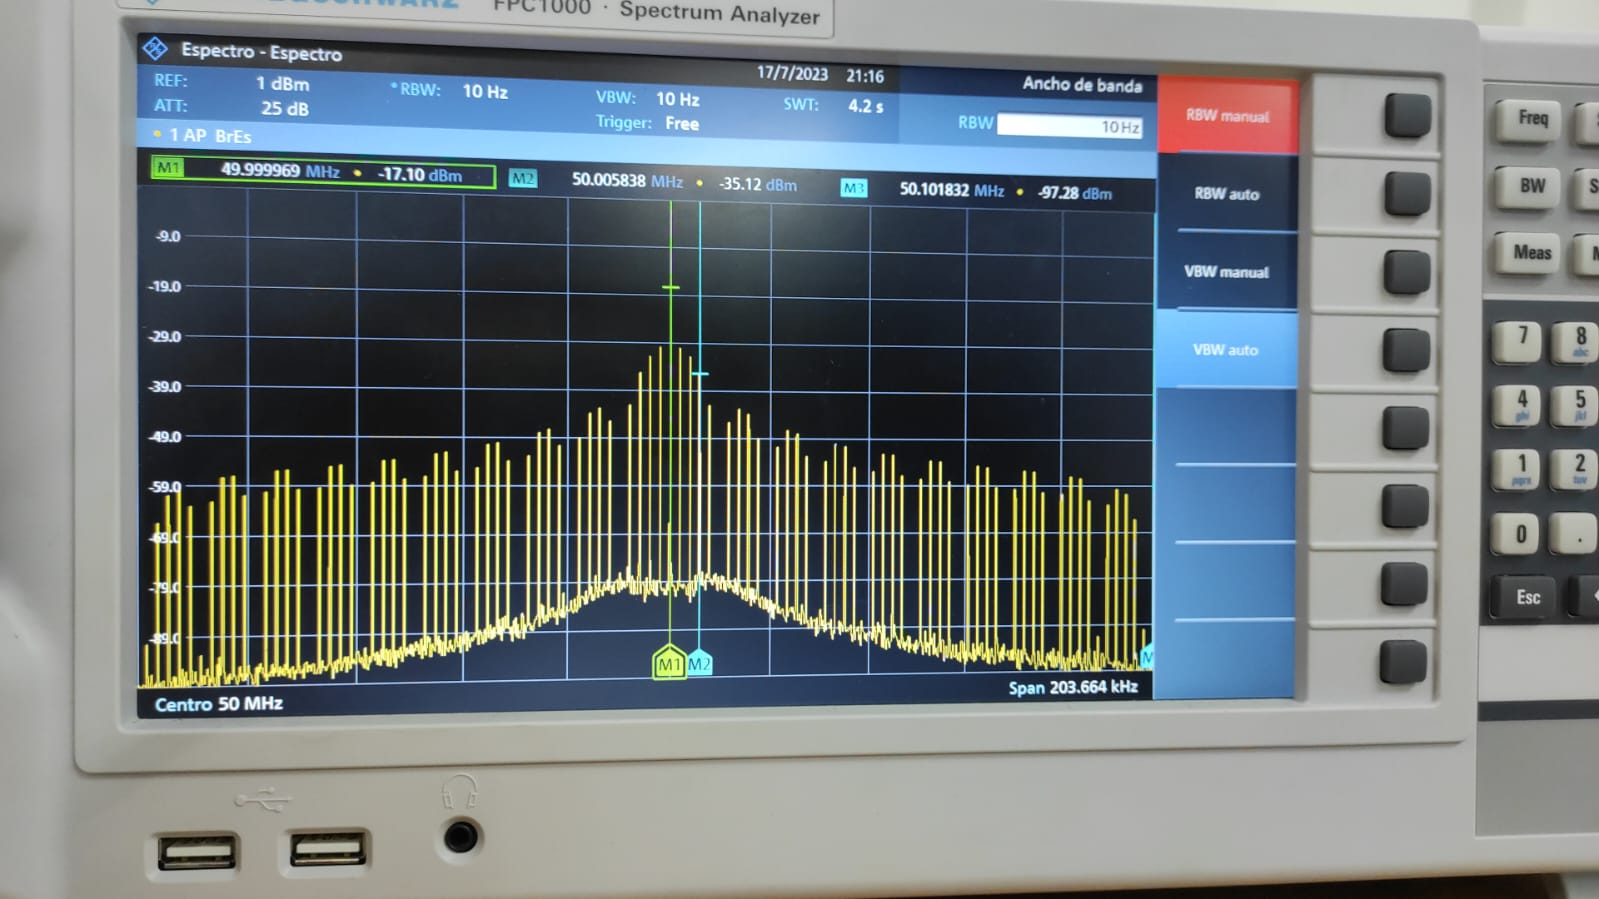 FPC1000 · Spectrum Analyzer
Espectro - Espectro
17/7/2023 21:16
Ancho de banda
REF: 1 dBm
RBW: 10 Hz
VBW: 10 Hz
SWT: 4.2 s
RBW 10 Hz
ATT: 25 dB
Trigger: Free
1 AP BrEs
M1 49.999969 MHz • -17.10 dBm M2 50.005838 MHz • -35.12 dBm M3 50.101832 MHz • -97.28 dBm
-9.0
-19.0
-29.0
-39.0
-49.0
-59.0
-69.0
-79.0
-89.0
M1 M2
Centro 50 MHz
Span 203.664 kHz
RBW manual
RBW auto
VBW manual
VBW auto
Freq
BW
Meas
7 8 abc
4 ghi 5 jkl
1 pqrs 2 tuv
0 .
Esc